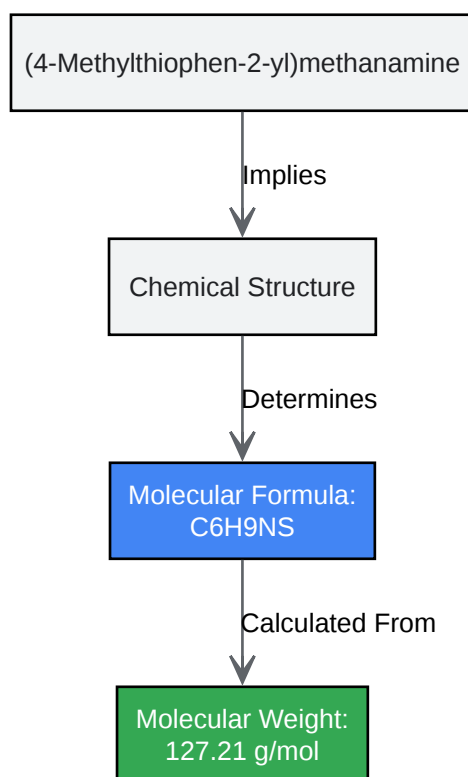 (4-Methylthiophen-2-yl)methanamine
Implies
Chemical Structure
Determines
Molecular Formula:
C6H9NS
Calculated From
Molecular Weight:
127.21 g/mol